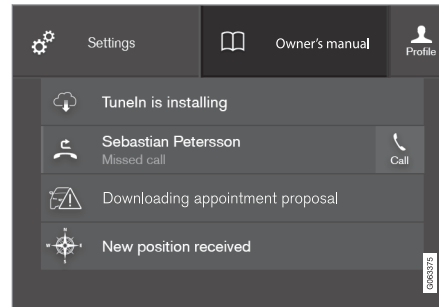 Settings
Owner's manual
Profile
TuneIn is installing
Sebastian Petersson
Missed call
Call
Downloading appointment proposal
N
W
E
S
New position received
G063375